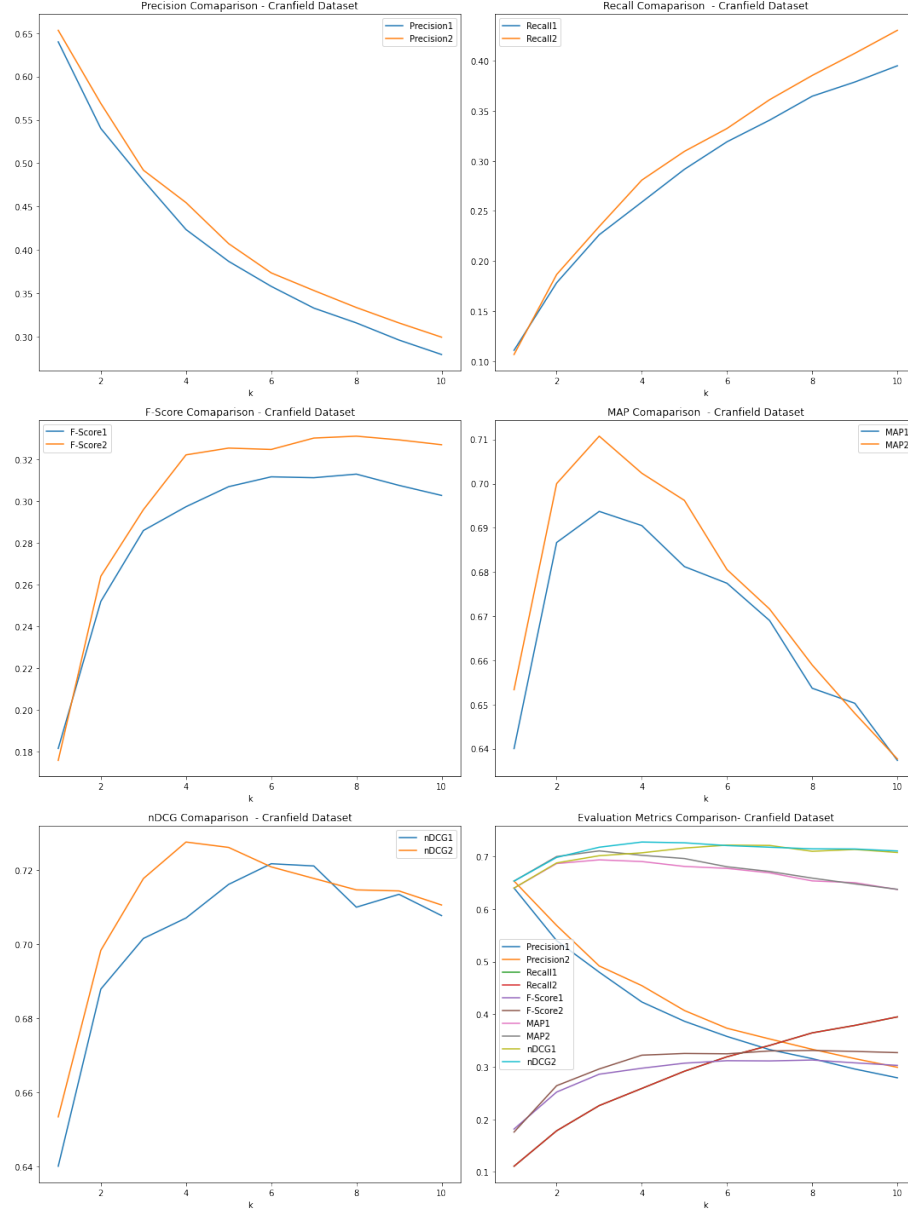 Precision Comaparison - Cranfield Dataset
Precision1
Precision2
0.65
0.60
0.55
0.50
0.45
0.40
0.35
0.30
2
4
6
8
10
k
Recall Comaparison - Cranfield Dataset
Recall1
Recall2
0.40
0.35
0.30
0.25
0.20
0.15
0.10
2
4
6
8
10
k
F-Score Comaparison - Cranfield Dataset
F-Score1
F-Score2
0.32
0.30
0.28
0.26
0.24
0.22
0.20
0.18
2
4
6
8
10
k
MAP Comaparison - Cranfield Dataset
MAP1
MAP2
0.71
0.70
0.69
0.68
0.67
0.66
0.65
0.64
2
4
6
8
10
k
nDCG Comaparison - Cranfield Dataset
nDCG1
nDCG2
0.72
0.70
0.68
0.66
0.64
2
4
6
8
10
k
Evaluation Metrics Comparison- Cranfield Dataset
0.7
0.6
0.5
0.4
0.3
0.2
0.1
Precision1
Precision2
Recall1
Recall2
F-Score1
F-Score2
MAP1
MAP2
nDCG1
nDCG2
2
4
6
8
10
k